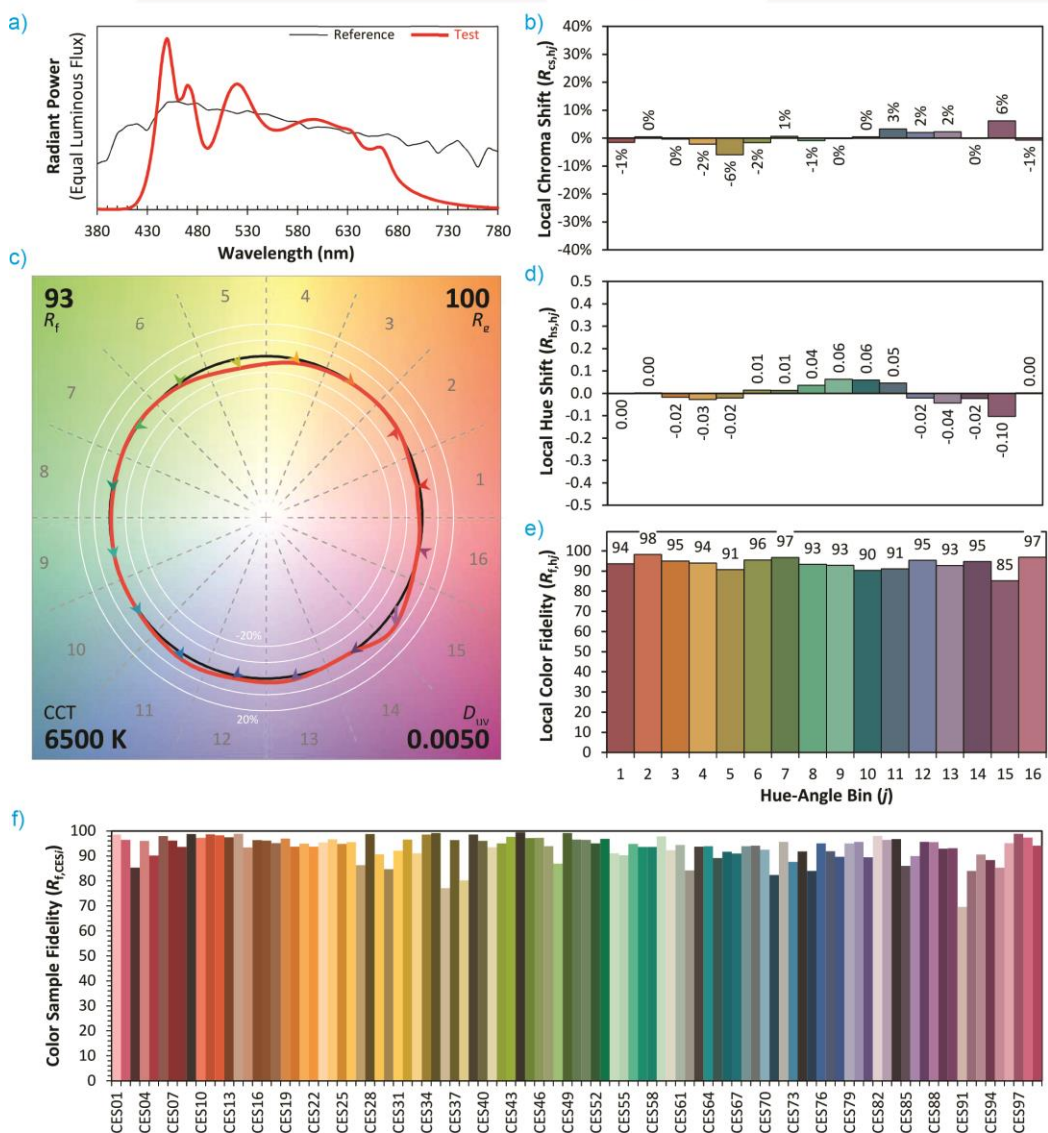 a)
Radiant Power
(Equal Luminous Flux)
Reference
Test
380 430 480 530 580 630 680 730 780
Wavelength (nm)
b)
Local Chroma Shift (Rcs,hj)
40%
30%
20%
10%
0%
-10%
-20%
-30%
-40%
-1% 0% 0% -2% -6% -2% 1% -1% 0% 0% 3% 2% 2% 0% 6% -1%
c)
93
Rf
100
Rg
1
2
3
4
5
6
7
8
9
10
11
12
13
14
15
16
-20%
20%
CCT
6500 K
Duv
0.0050
d)
Local Hue Shift (Rhs,hj)
0.5
0.4
0.3
0.2
0.1
0.0
-0.1
-0.2
-0.3
-0.4
-0.5
0.00 0.00 -0.02 -0.03 -0.02 0.01 0.01 0.04 0.06 0.06 0.05 -0.02 -0.04 -0.02 -0.10 0.00
e)
Local Color Fidelity (Rf,hj)
100
90
80
70
60
50
40
30
20
10
0
94 98 95 94 91 96 97 93 93 90 91 95 93 95 85 97
1 2 3 4 5 6 7 8 9 10 11 12 13 14 15 16
Hue-Angle Bin (j)
f)
Color Sample Fidelity (Rf,CESi)
100
90
80
70
60
50
40
30
20
10
0
CES01 CES04 CES07 CES10 CES13 CES16 CES19 CES22 CES25 CES28 CES31 CES34 CES37 CES40 CES43 CES46 CES49 CES52 CES55 CES58 CES61 CES64 CES67 CES70 CES73 CES76 CES79 CES82 CES85 CES88 CES91 CES94 CES97